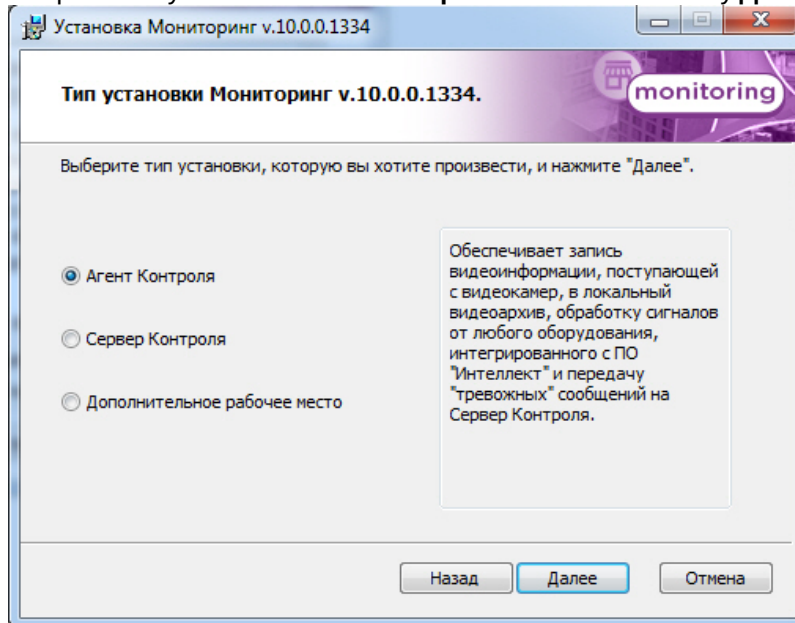 Установка Мониторинг v.10.0.0.1334
Тип установки Мониторинг v.10.0.0.1334.
monitoring
Выберите тип установки, которую вы хотите произвести, и нажмите "Далее".
Агент Контроля
Сервер Контроля
Дополнительное рабочее место
Обеспечивает запись
видеоинформации, поступающей
с видеокамер, в локальный
видеоархив, обработку сигналов
от любого оборудования,
интегрированного с ПО
"Интеллект" и передачу
"тревожных" сообщений на
Сервер Контроля.
Назад
Далее
Отмена